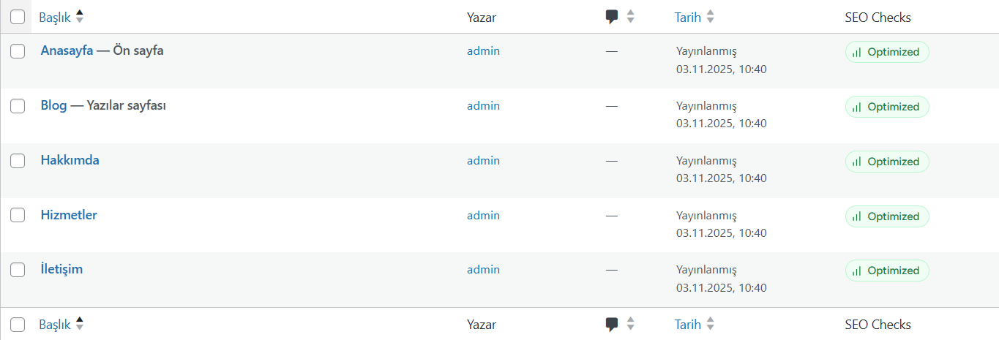 Başlık Yazar Tarih SEO Checks
Anasayfa — Ön sayfa admin — Yayınlanmış Optimized
03.11.2025, 10:40
Blog — Yazılar sayfası admin — Yayınlanmış Optimized
03.11.2025, 10:40
Hakkımda admin — Yayınlanmış Optimized
03.11.2025, 10:40
Hizmetler admin — Yayınlanmış Optimized
03.11.2025, 10:40
İletişim admin — Yayınlanmış Optimized
03.11.2025, 10:40
Başlık Yazar Tarih SEO Checks